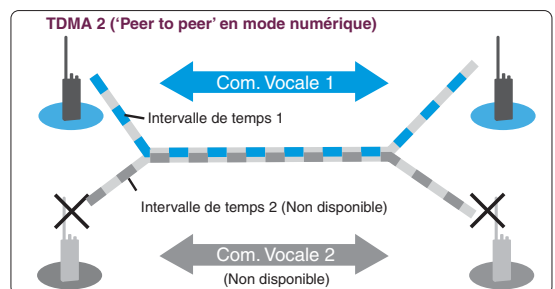 TDMA 2 (‘Peer to peer’ en mode numérique)
Com. Vocale 1
Intervalle de temps 1
Intervalle de temps 2 (Non disponible)
Com. Vocale 2
(Non disponible)